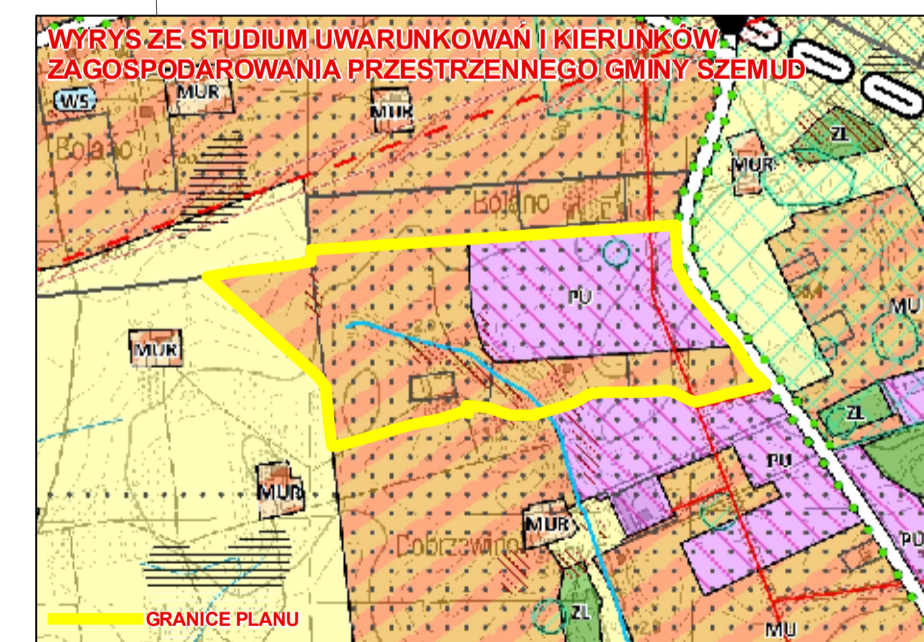 WYRYS ZE STUDIUM UWARUNKOWAŃ I KIERUNKÓW
ZAGOSPODAROWANIA PRZESTRZENNEGO GMINY SZEMUD
WS
MUR
MUR
ZL
MUR
Bojano
PU
MU
MUR
ZL
PU
MUR
MUR
PU
ZL
MU
GRANICE PLANU